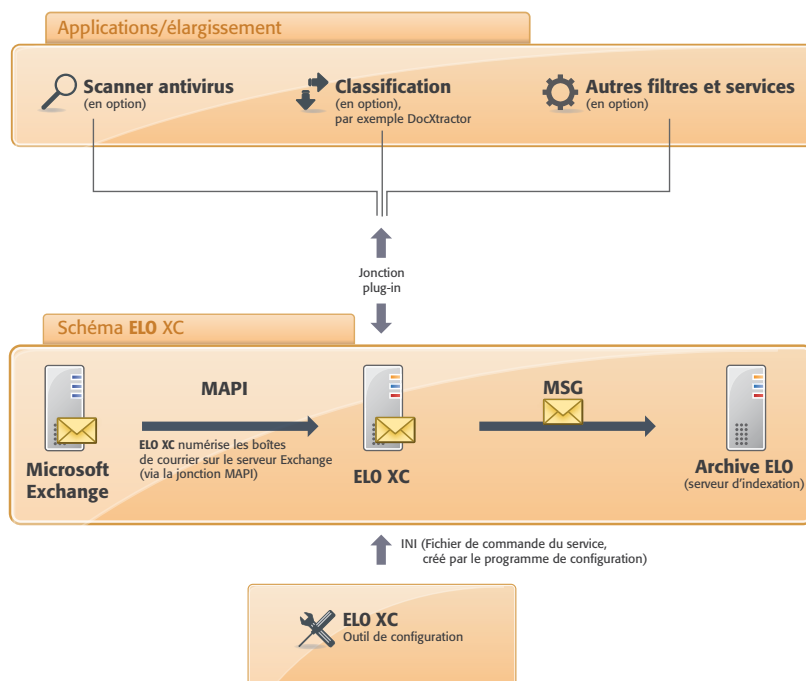 Applications/élargissement
Scanner antivirus
(en option)
Classification
(en option),
par exemple DocXtractor
Autres filtres et services
(en option)
Jonction
plug-in
Schéma ELO XC
MAPI
ELO XC numérise les boîtes
de courrier sur le serveur Exchange
(via la jonction MAPI)
Microsoft
Exchange
ELO XC
MSG
Archive ELO
(serveur d'indexation)
INI (Fichier de commande du service,
créé par le programme de configuration)
ELO XC
Outil de configuration